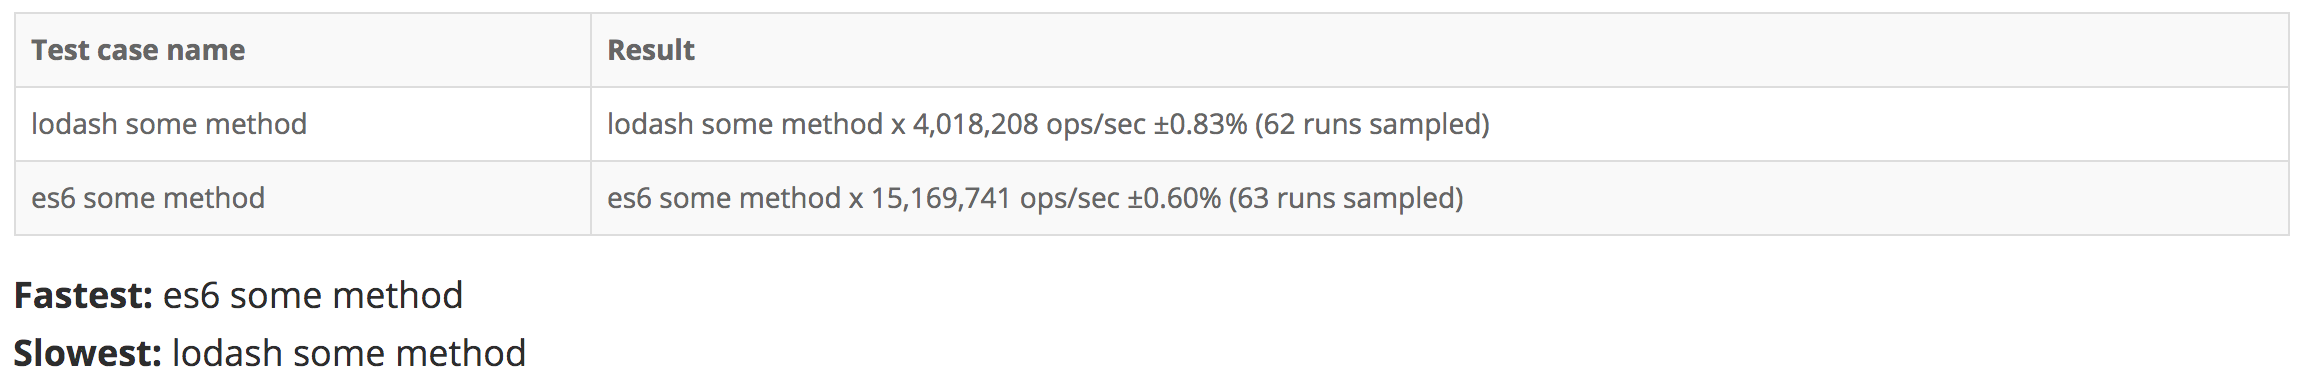 Test case name Result
lodash some method lodash some method x 4,018,208 ops/sec ±0.83% (62 runs sampled)
es6 some method es6 some method x 15,169,741 ops/sec ±0.60% (63 runs sampled)
Fastest: es6 some method
Slowest: lodash some method